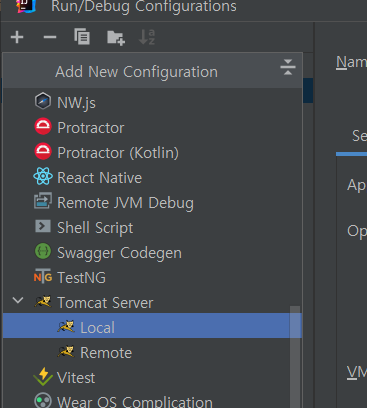 Run/Debug Configurations
Add New Configuration
NW.js
Protractor
Protractor (Kotlin)
React Native
Remote JVM Debug
Shell Script
Swagger Codegen
TestNG
Tomcat Server
Local
Remote
Vitest
Wear OS Complication
Nam
Se
Ap
Op
VM